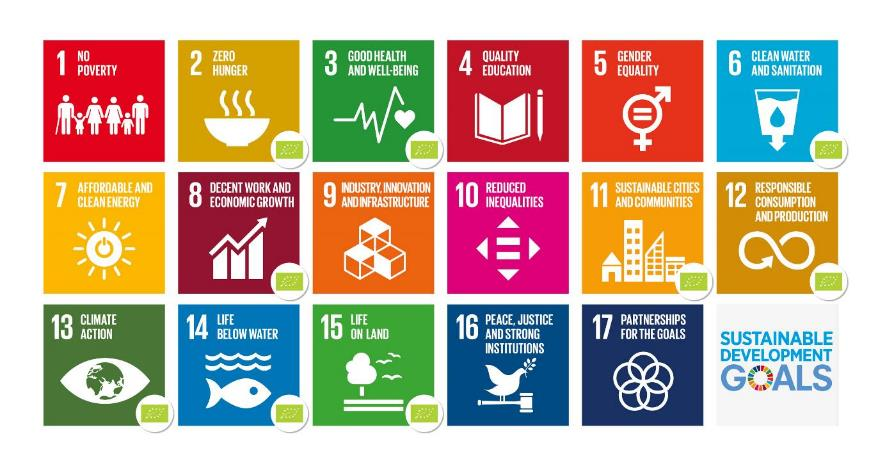 1 NO
POVERTY
2 ZERO
HUNGER
3 GOOD HEALTH
AND WELL-BEING
4 QUALITY
EDUCATION
5 GENDER
EQUALITY
6 CLEAN WATER
AND SANITATION
7 AFFORDABLE AND
CLEAN ENERGY
8 DECENT WORK AND
ECONOMIC GROWTH
9 INDUSTRY, INNOVATION
AND INFRASTRUCTURE
10 REDUCED
INEQUALITIES
11 SUSTAINABLE CITIES
AND COMMUNITIES
12 RESPONSIBLE
CONSUMPTION
AND PRODUCTION
13 CLIMATE
ACTION
14 LIFE
BELOW WATER
15 LIFE
ON LAND
16 PEACE, JUSTICE
AND STRONG
INSTITUTIONS
17 PARTNERSHIPS
FOR THE GOALS
SUSTAINABLE
DEVELOPMENT
GOALS